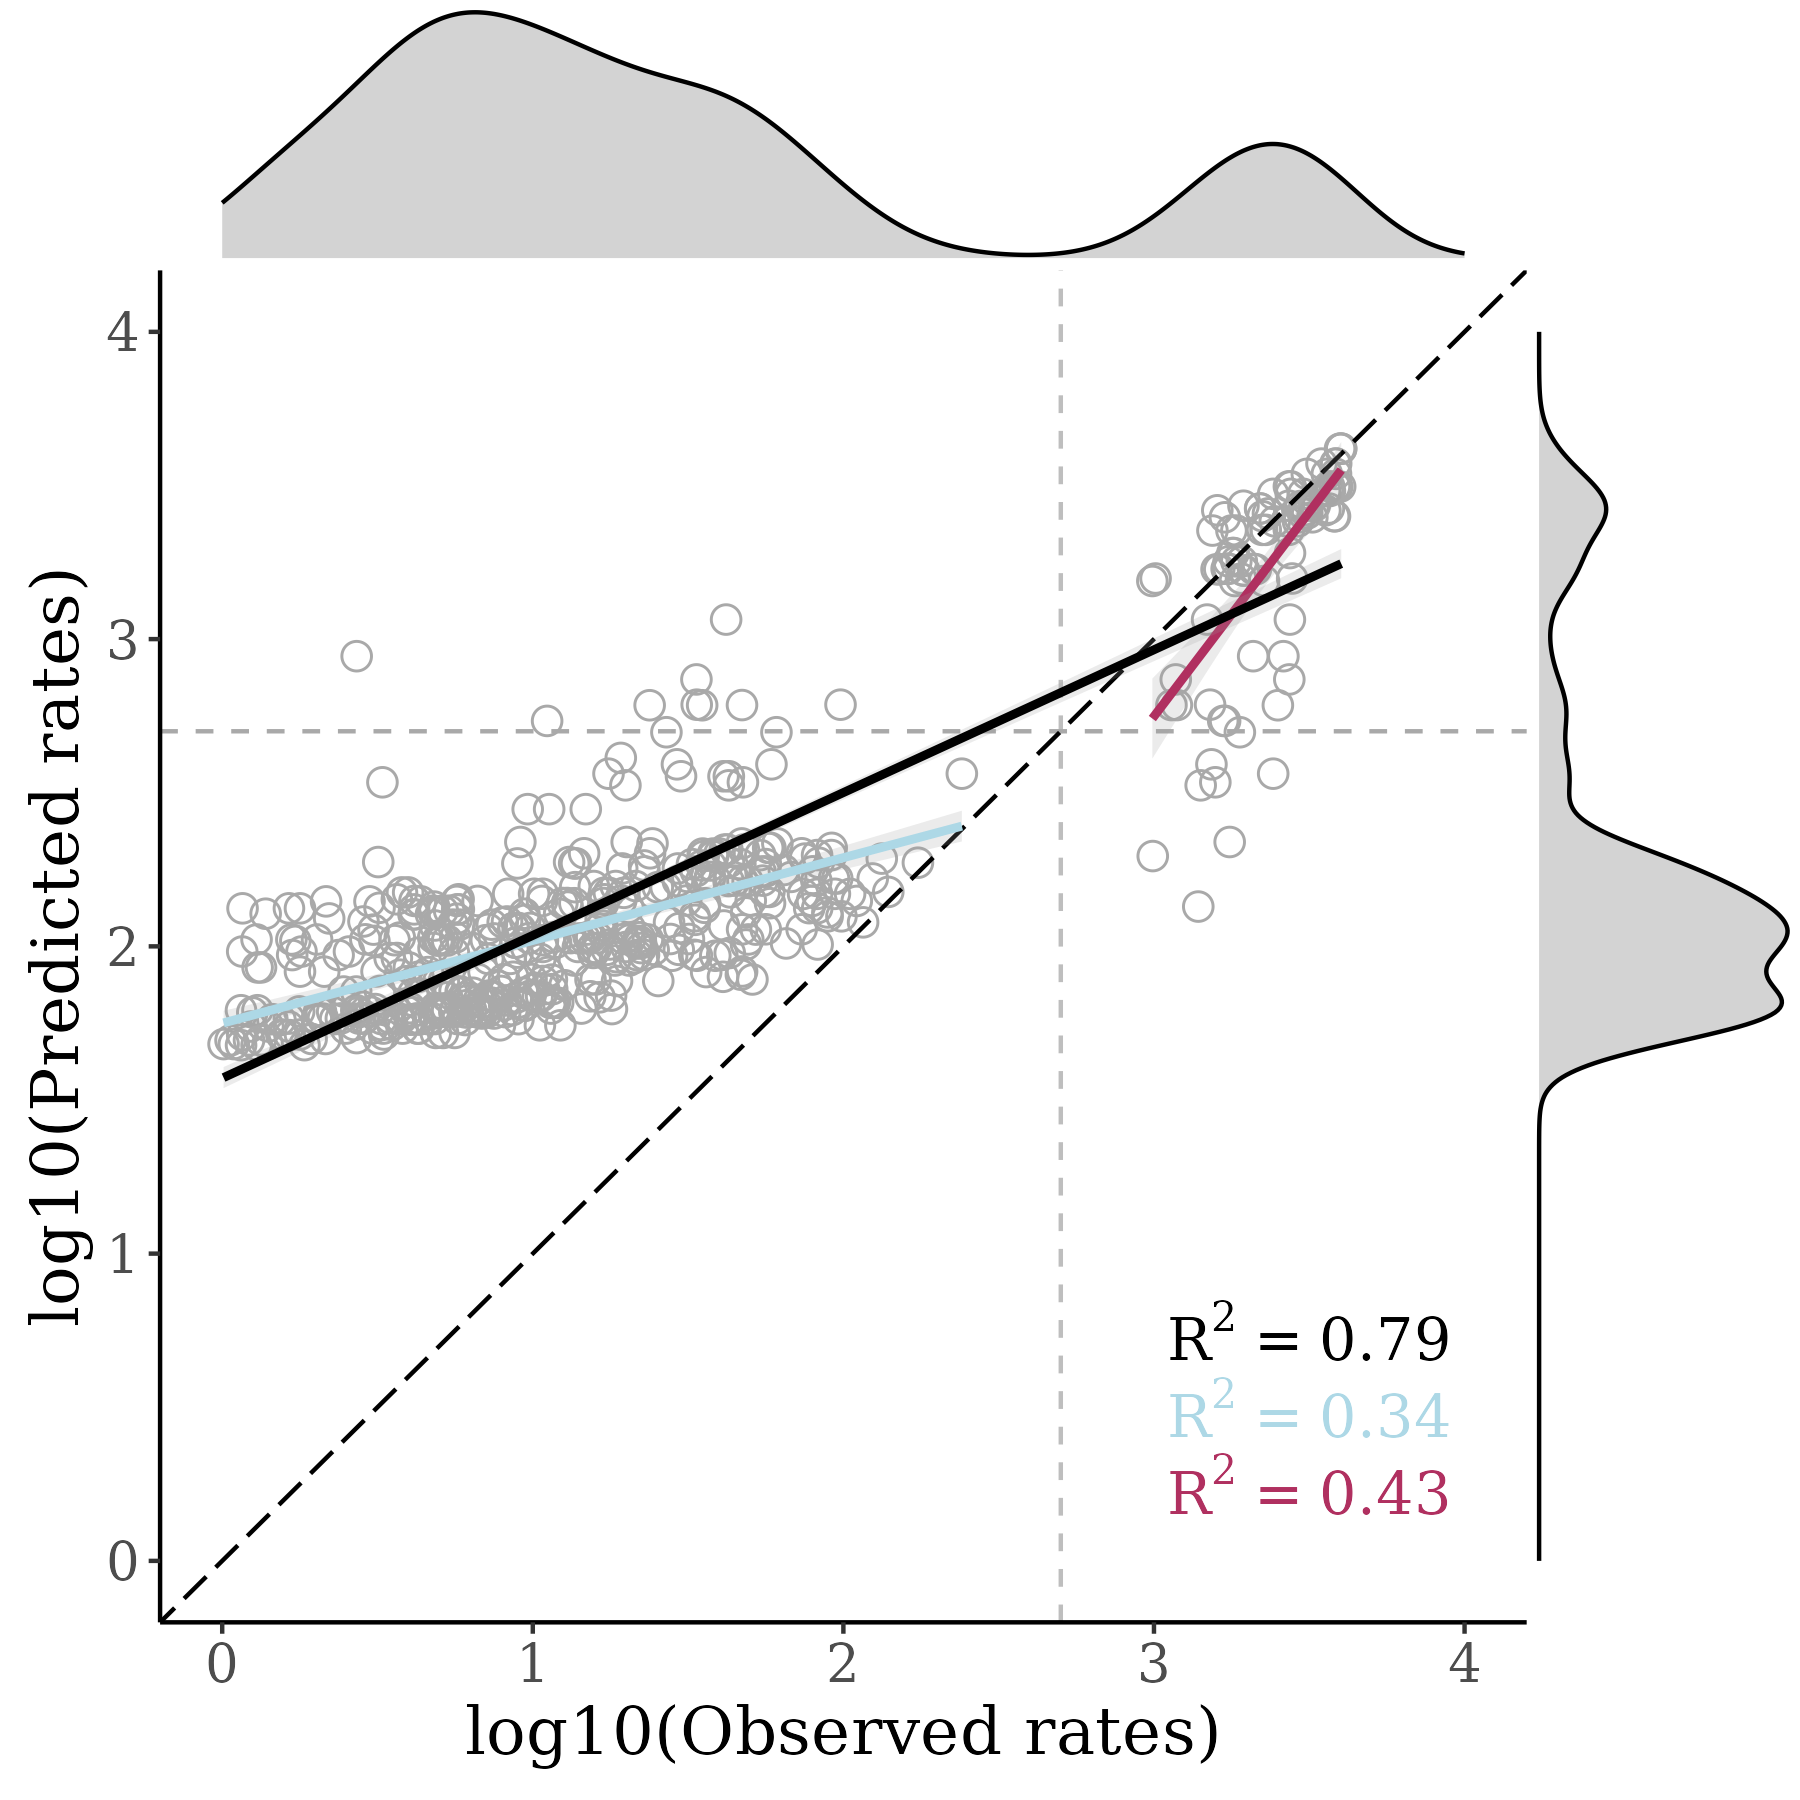 4
3
2
1
0
log10(Predicted rates)
R² = 0.79
R² = 0.34
R² = 0.43
0 1 2 3 4
log10(Observed rates)